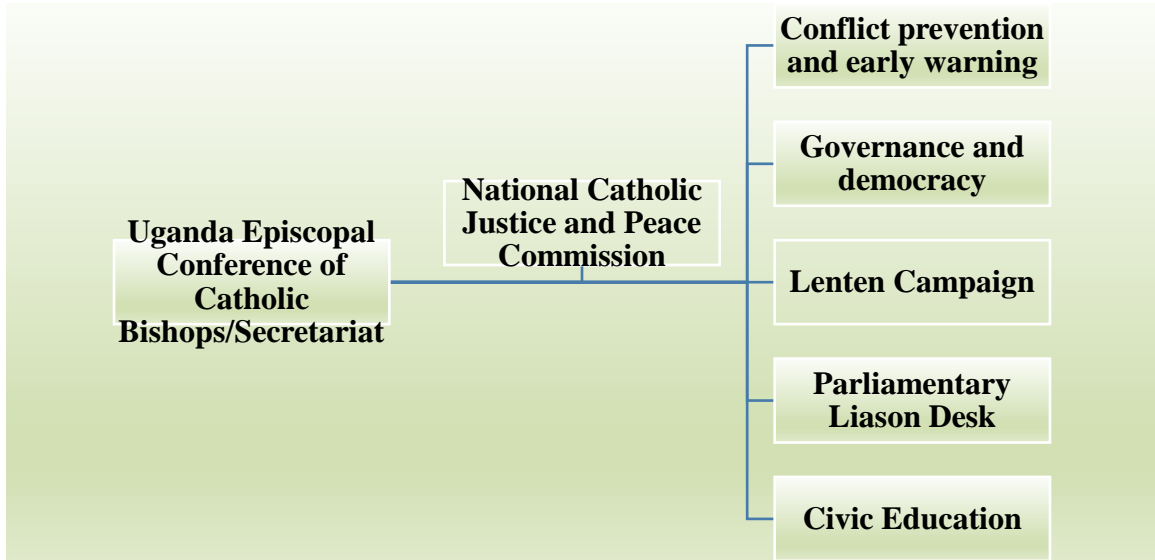 Uganda Episcopal
Conference of
Catholic
Bishops/Secretariat
National Catholic
Justice and Peace
Commission
Conflict prevention
and early warning
Governance and
democracy
Lenten Campaign
Parliamentary
Liason Desk
Civic Education